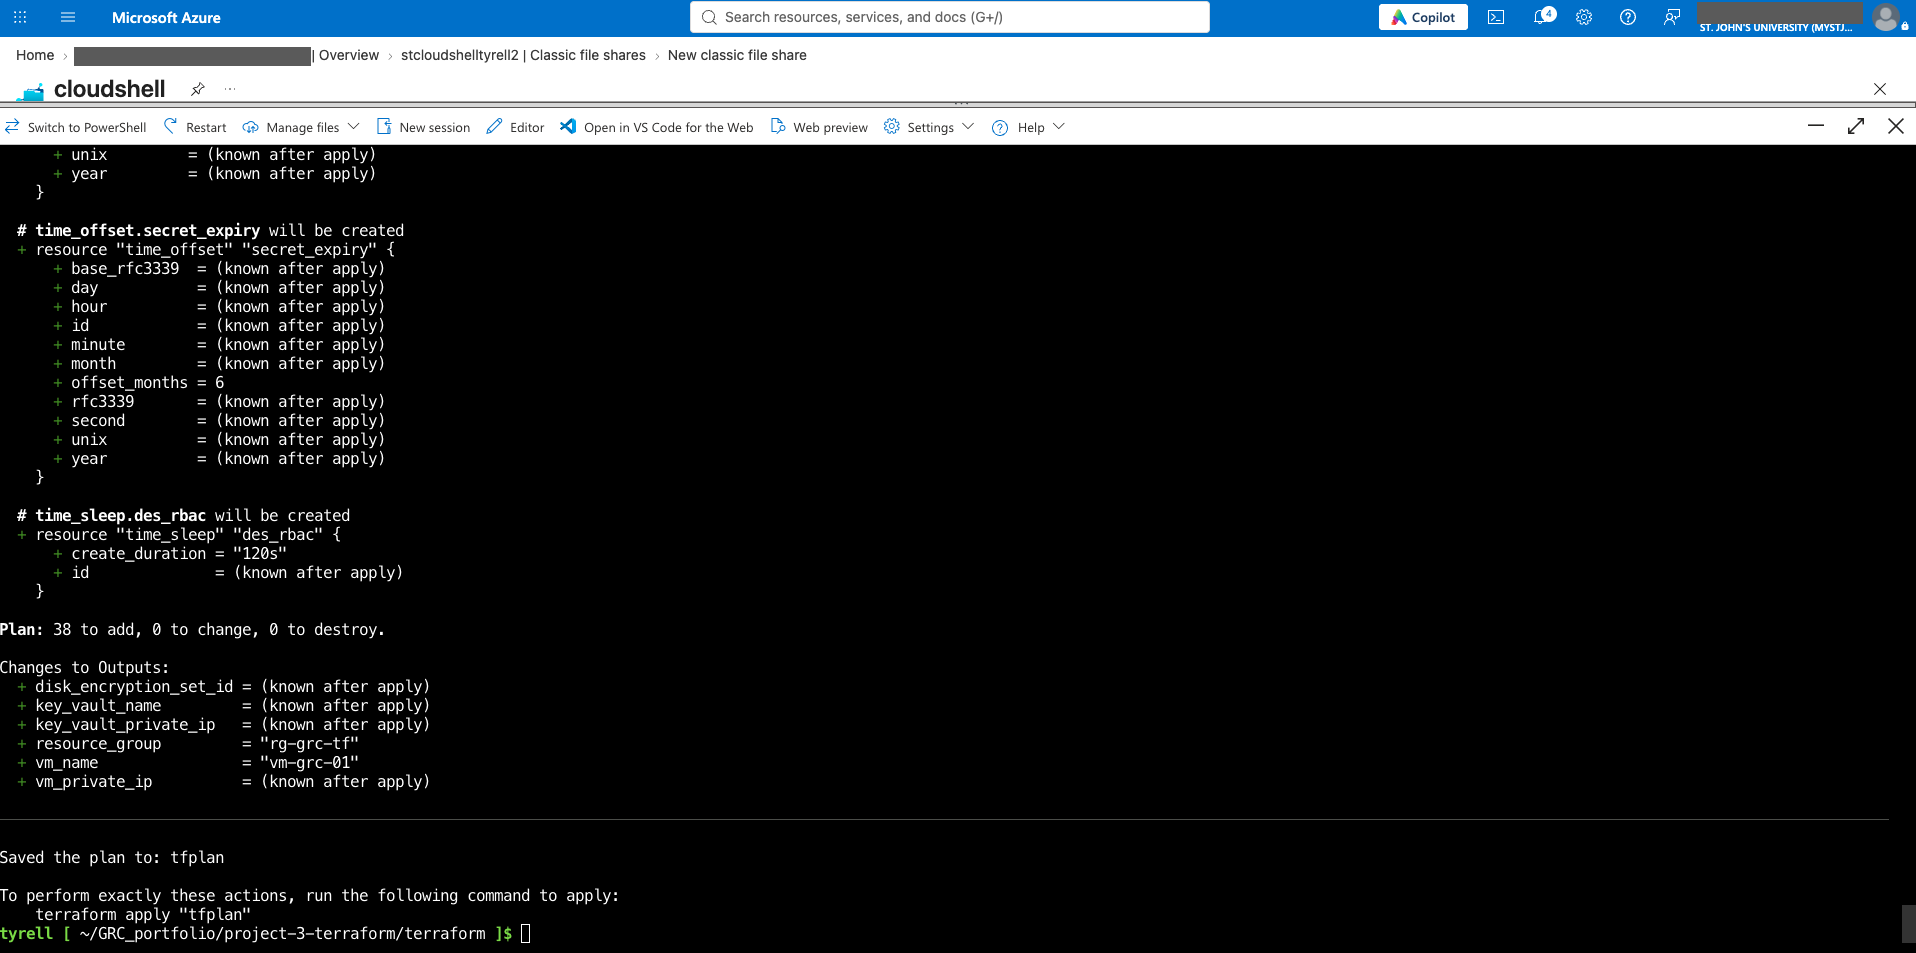 Microsoft Azure
Search resources, services, and docs (G+/)
Copilot
4
ST. JOHN'S UNIVERSITY (MYSTJ...
Home > | Overview > stcloudshelltyrell2 | Classic file shares > New classic file share
cloudshell ...
Switch to PowerShell Restart Manage files New session Editor Open in VS Code for the Web Web preview Settings Help
+ unix = (known after apply)
+ year = (known after apply)
}
# time_offset.secret_expiry will be created
+ resource "time_offset" "secret_expiry" {
+ base_rfc3339 = (known after apply)
+ day = (known after apply)
+ hour = (known after apply)
+ id = (known after apply)
+ minute = (known after apply)
+ month = (known after apply)
+ offset_months = 6
+ rfc3339 = (known after apply)
+ second = (known after apply)
+ unix = (known after apply)
+ year = (known after apply)
}
# time_sleep.des_rbac will be created
+ resource "time_sleep" "des_rbac" {
+ create_duration = "120s"
+ id = (known after apply)
}
Plan: 38 to add, 0 to change, 0 to destroy.
Changes to Outputs:
+ disk_encryption_set_id = (known after apply)
+ key_vault_name = (known after apply)
+ key_vault_private_ip = (known after apply)
+ resource_group = "rg-grc-tf"
+ vm_name = "vm-grc-01"
+ vm_private_ip = (known after apply)
Saved the plan to: tfplan
To perform exactly these actions, run the following command to apply:
terraform apply "tfplan"
tyrell [ ~/GRC_portfolio/project-3-terraform/terraform ]$